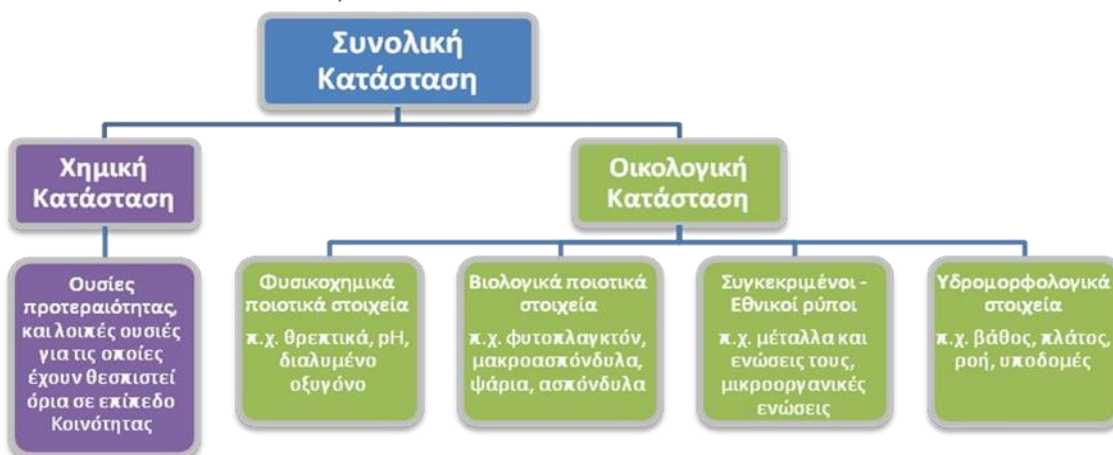 Συνολική
Κατάσταση
Χημική
Κατάσταση
Οικολογική
Κατάσταση
Ουσίες
προτεραιότητας,
και λοιπές ουσιές
για τις οποίες
έχουν θεσπιστεί
όρια σε επίπεδο
Κοινότητας
Φυσικοχημικά
ποιοτικά στοιχεία
π.χ. θρεπτικά, pH,
διαλυμένο
οξυγόνο
Βιολογικά ποιοτικά
στοιχεία
π.χ. φυτοπλαγκτόν,
μακροασπόνδυλα,
ψάρια, ασπόνδυλα
Συγκεκριμένοι -
Εθνικοί ρύποι
π.χ. μέταλλα και
ενώσεις τους,
μικροοργανικές
ενώσεις
Υδρομορφολογικά
στοιχεία
π.χ. βάθος, πλάτος,
ροή, υποδομές